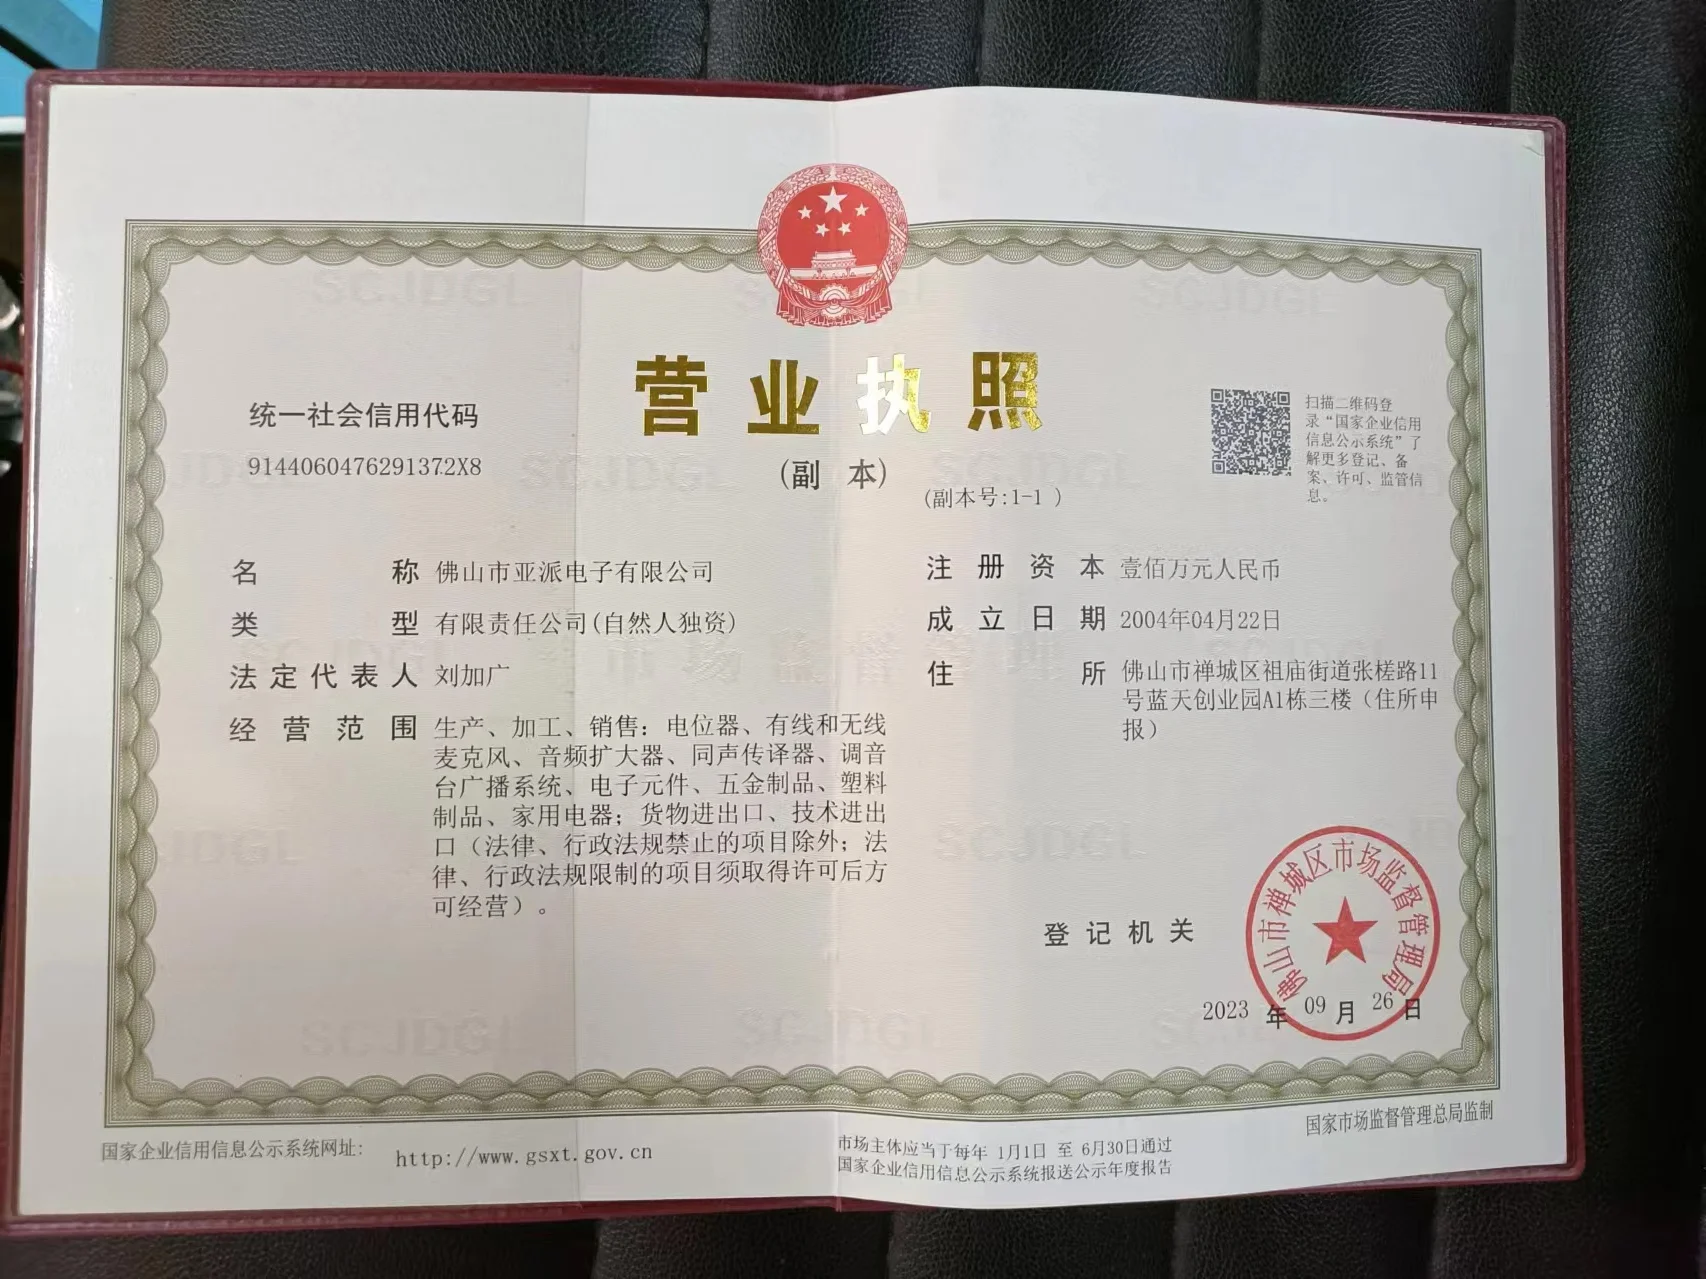 营业执照
(副 本)
(副本号:1-1 )
统一社会信用代码
9144060476291372X8
扫描二维码登
录“国家企业信用
信息公示系统”了
解更多登记、备
案、许可、监管信
息。
名 称 佛山市亚派电子有限公司
类 型 有限责任公司(自然人独资)
法定代表人 刘加广
经营范围 生产、加工、销售：电位器、有线和无线
麦克风、音频扩大器、同声传译器、调音
台广播系统、电子元件、五金制品、塑料
制品、家用电器；货物进出口、技术进出
口（法律、行政法规禁止的项目除外；法
律、行政法规限制的项目须取得许可后方
可经营）。
注册资本 壹佰万元人民币
成立日期 2004年04月22日
住 所 佛山市禅城区祖庙街道张槎路11
号蓝天创业园A1栋三楼（住所申
报）
登记机关
佛山市禅城区市场监督管理局
2023 年 09 月 26 日
国家企业信用信息公示系统网址: http://www.gsxt.gov.cn
市场主体应当于每年 1月1日 至 6月30日通过
国家企业信用信息公示系统报送公示年度报告
国家市场监督管理总局监制
SCJDGL
市场监督管理